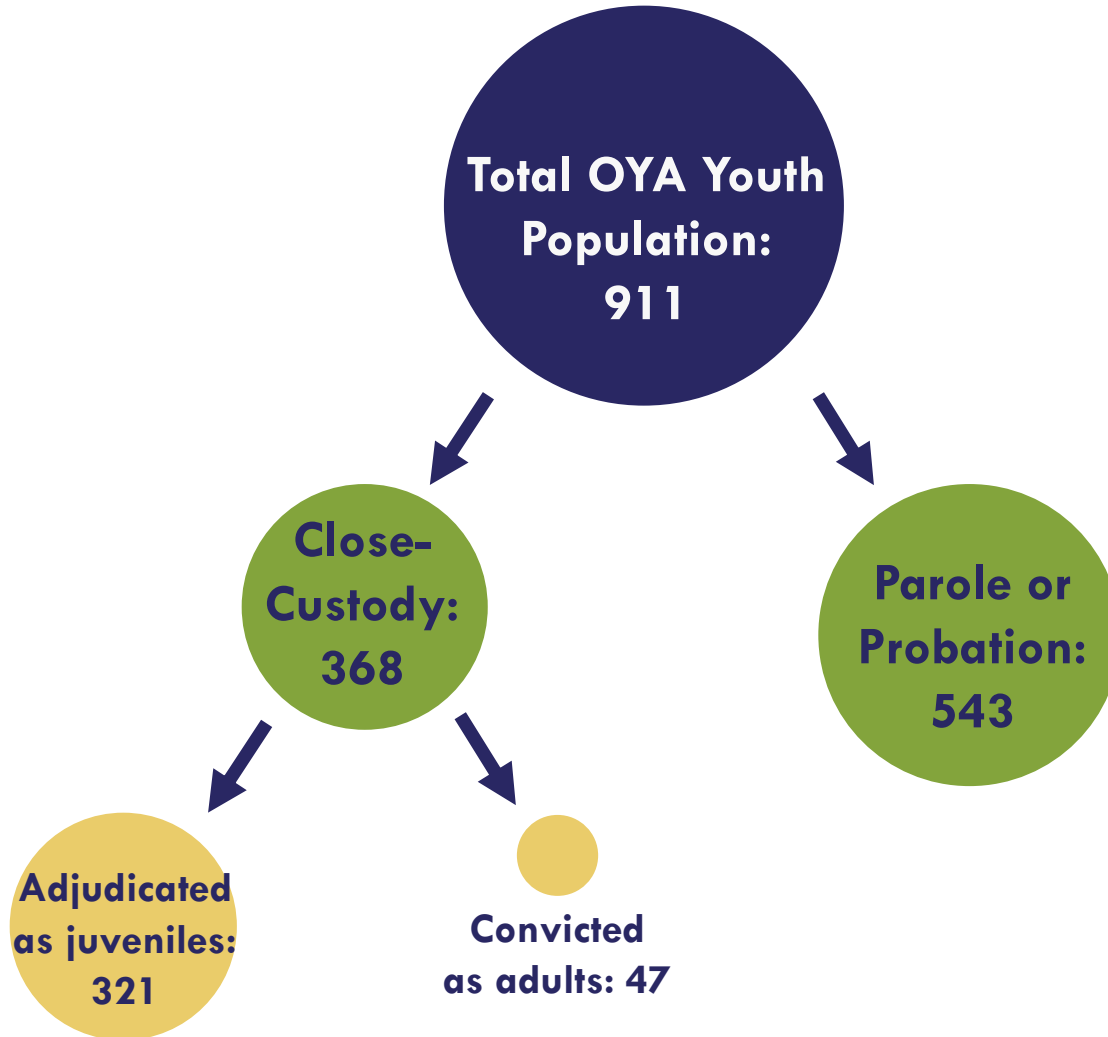 Total OYA Youth
Population:
911
Close-
Custody:
368
Parole or
Probation:
543
Adjudicated
as juveniles:
321
Convicted
as adults: 47